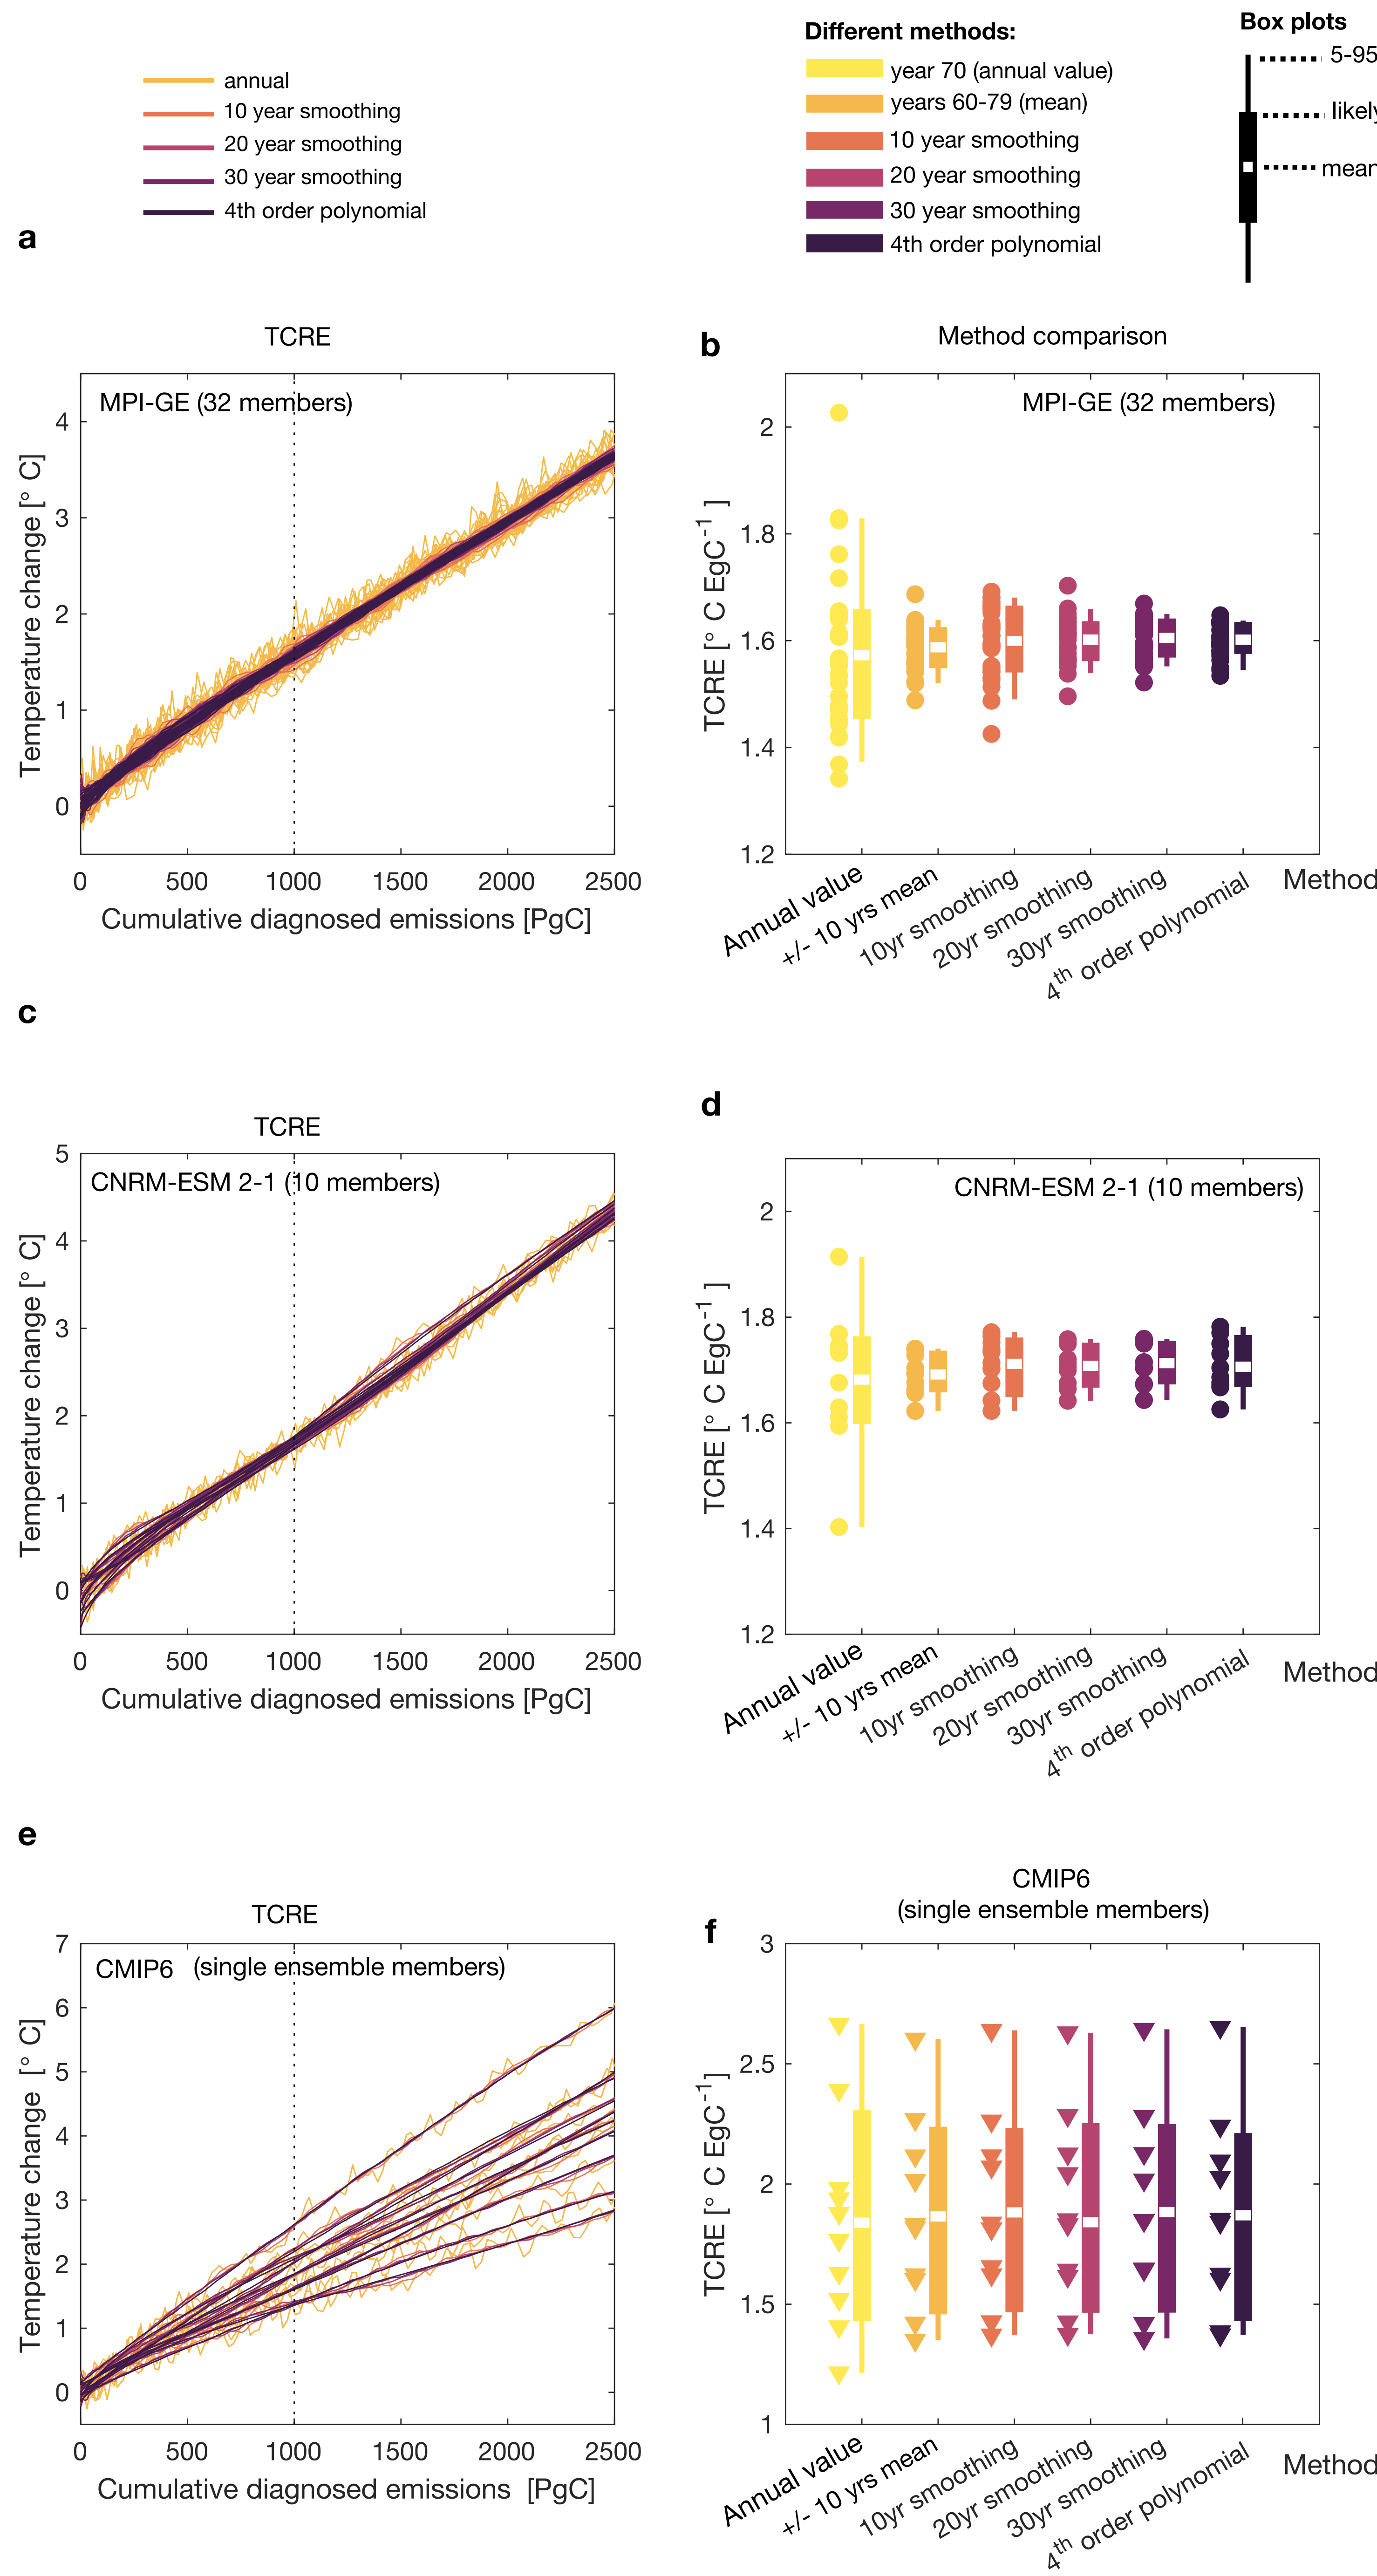 annual
10 year smoothing
20 year smoothing
30 year smoothing
4th order polynomial
Different methods:
year 70 (annual value)
years 60-79 (mean)
10 year smoothing
20 year smoothing
30 year smoothing
4th order polynomial
Box plots
5-95
likely
mean
a
TCRE
MPI-GE (32 members)
Temperature change [° C]
4
3
2
1
0
0 500 1000 1500 2000 2500
Cumulative diagnosed emissions [PgC]
b
Method comparison
MPI-GE (32 members)
TCRE [° C EgC-1 ]
2
1.8
1.6
1.4
1.2
Annual value
+/- 10 yrs mean
10yr smoothing
20yr smoothing
30yr smoothing
4th order polynomial
Method
c
TCRE
CNRM-ESM 2-1 (10 members)
Temperature change [° C]
5
4
3
2
1
0
0 500 1000 1500 2000 2500
Cumulative diagnosed emissions [PgC]
d
CNRM-ESM 2-1 (10 members)
TCRE [° C EgC-1 ]
2
1.8
1.6
1.4
1.2
Annual value
+/- 10 yrs mean
10yr smoothing
20yr smoothing
30yr smoothing
4th order polynomial
Method
e
TCRE
CMIP6 (single ensemble members)
Temperature change [° C]
7
6
5
4
3
2
1
0
0 500 1000 1500 2000 2500
Cumulative diagnosed emissions [PgC]
f
CMIP6
(single ensemble members)
TCRE [° C EgC-1]
3
2.5
2
1.5
1
Annual value
+/- 10 yrs mean
10yr smoothing
20yr smoothing
30yr smoothing
4th order polynomial
Method